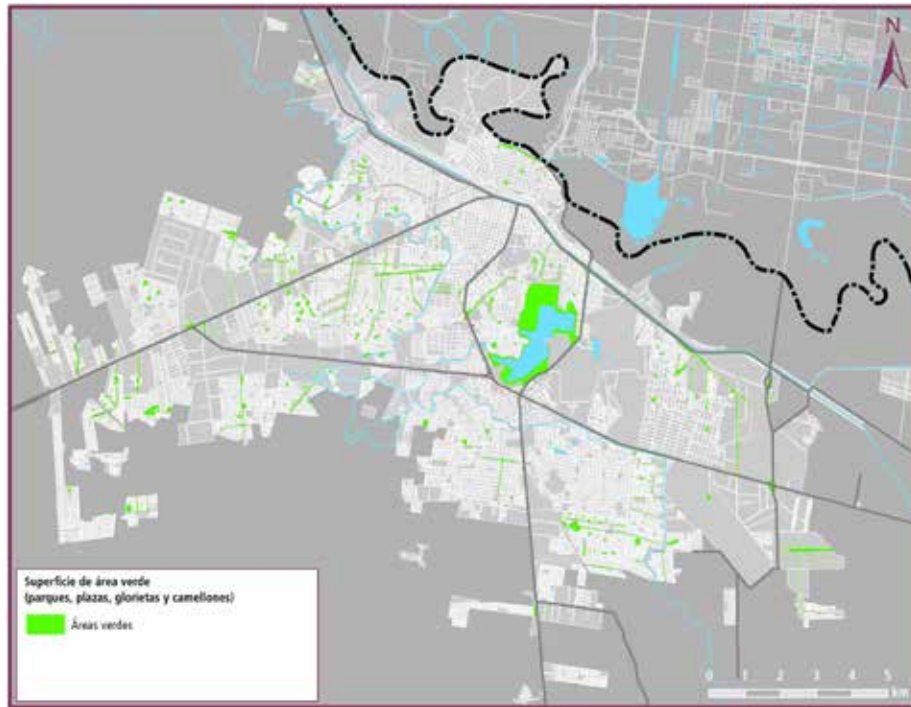 N
Superficie de área verde
(parques, plazas, glorietas y camellones)
Áreas verdes
0 1 2 3 4 5
km